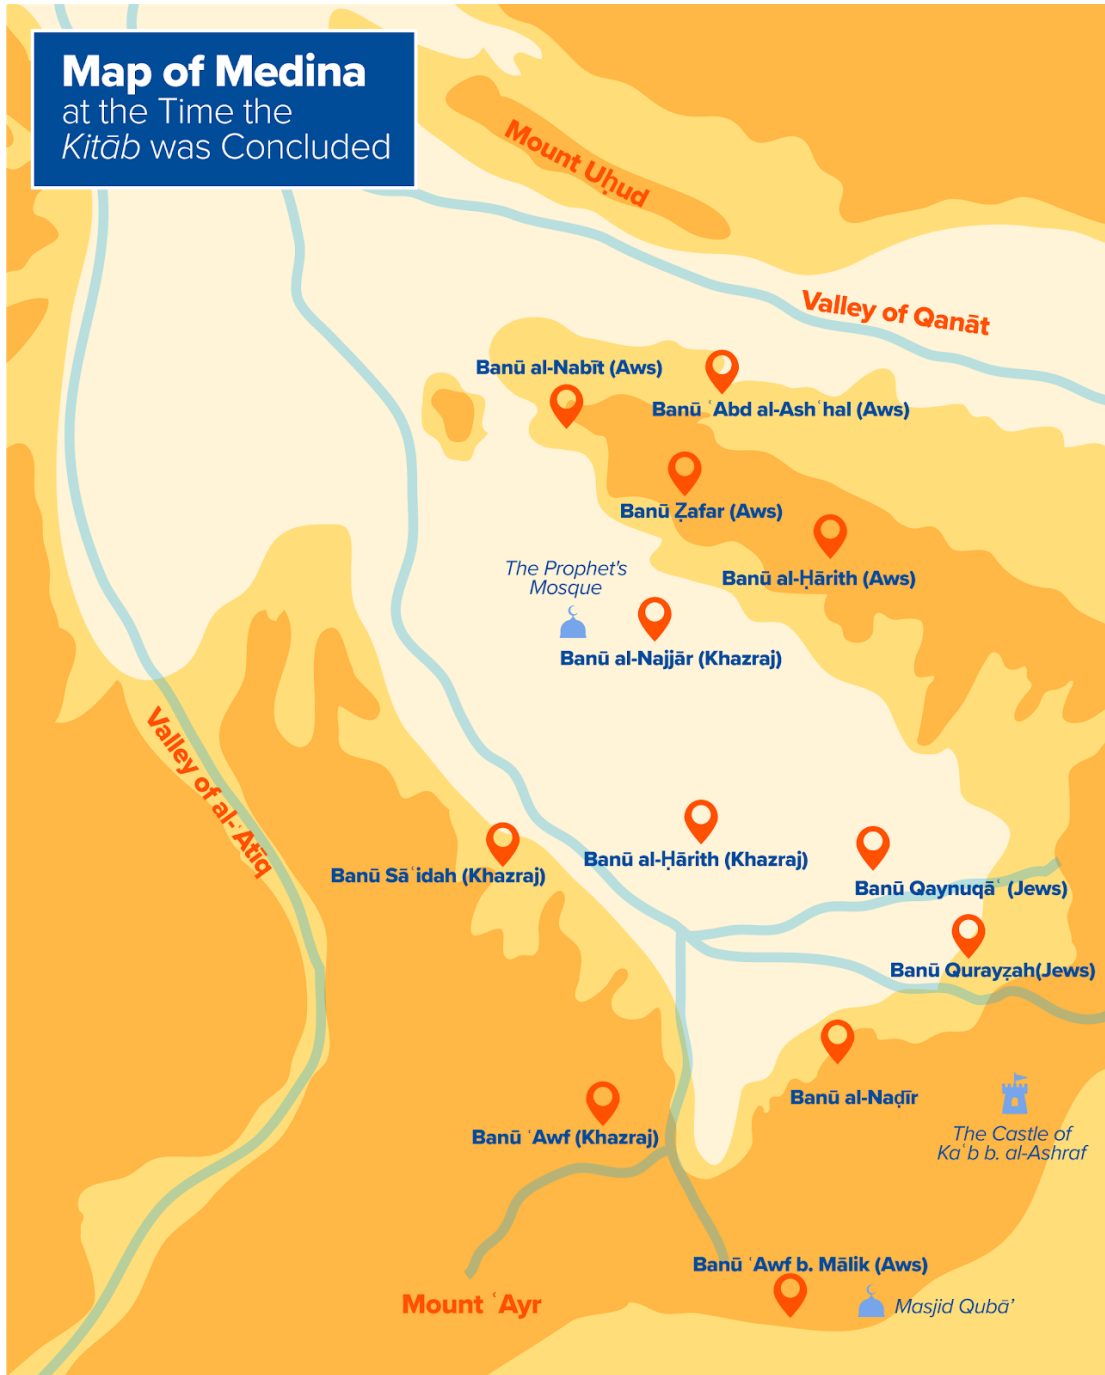 Map of Medina
at the Time the
Kitāb was Concluded
Mount Uḥud
Valley of Qanāt
Banū al-Nabīt (Aws)
Banū ʿAbd al-Ashʿhal (Aws)
Banū Ẓafar (Aws)
Banū al-Ḥārith (Aws)
The Prophet's
Mosque
Banū al-Najjār (Khazraj)
Valley of al-ʿAtīq
Banū Sāʿidah (Khazraj)
Banū al-Ḥārith (Khazraj)
Banū Qaynuqāʿ (Jews)
Banū Qurayẓah(Jews)
Banū al-Naḍīr
The Castle of
Kaʿb b. al-Ashraf
Banū ʿAwf (Khazraj)
Banū ʿAwf b. Mālik (Aws)
Mount ʿAyr
Masjid Qubā’